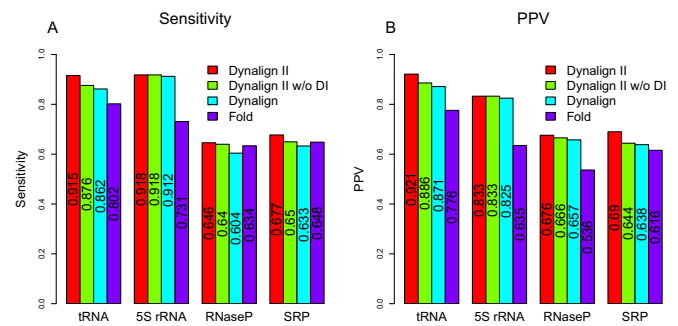 A
Sensitivity
Sensitivity
1.0
0.8
0.6
0.4
0.2
0.0
Dynalign II
Dynalign II w/o DI
Dynalign
Fold
0.915
0.876
0.862
0.802
0.918
0.918
0.912
0.731
0.646
0.64
0.604
0.634
0.677
0.65
0.633
0.648
tRNA 5S rRNA RNaseP SRP
B
PPV
PPV
1.0
0.8
0.6
0.4
0.2
0.0
Dynalign II
Dynalign II w/o DI
Dynalign
Fold
0.921
0.886
0.871
0.776
0.833
0.833
0.825
0.635
0.676
0.666
0.657
0.536
0.69
0.644
0.638
0.616
tRNA 5S rRNA RNaseP SRP